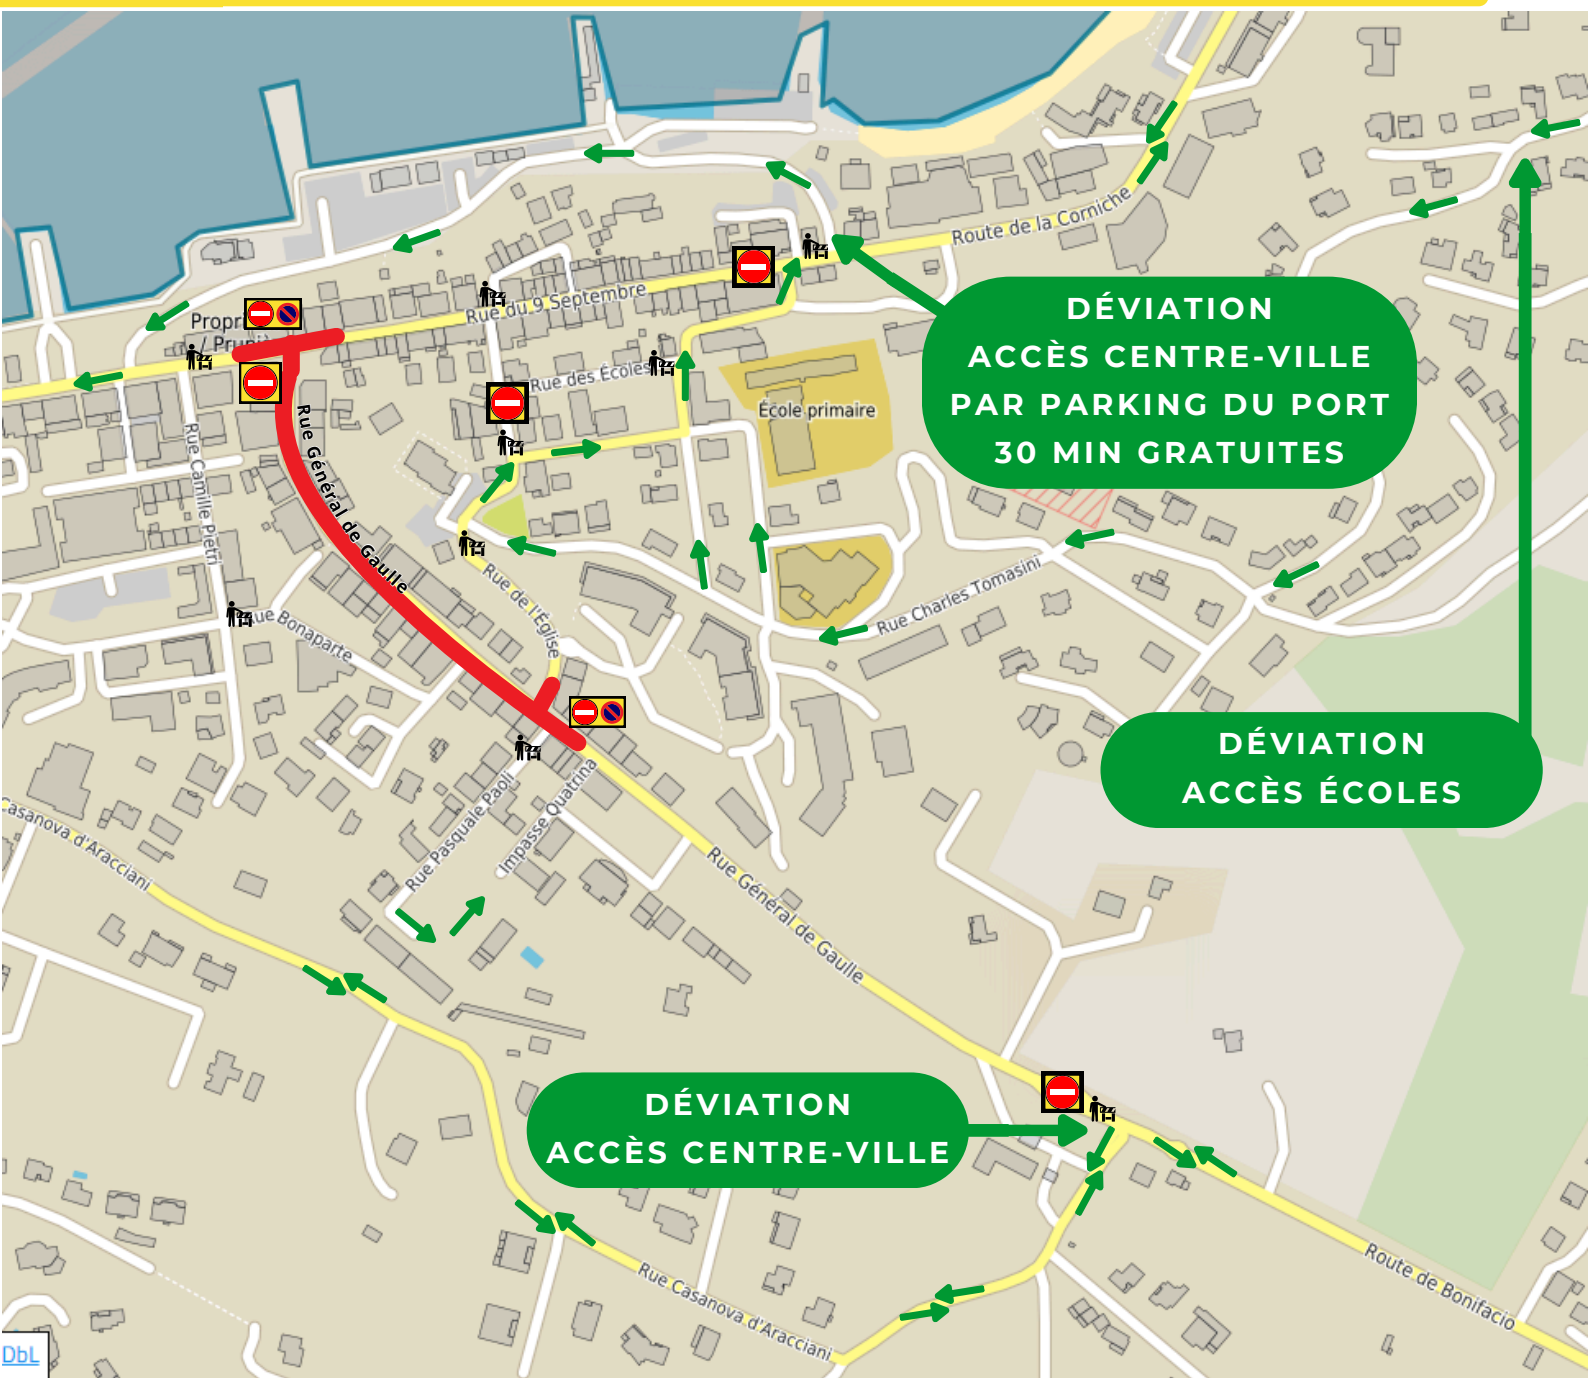 Route de la Corniche
Rue du 9 Septembre
DÉVIATION
ACCÈS CENTRE-VILLE
PAR PARKING DU PORT
30 MIN GRATUITES
Propri
Rue des Écoles
École primaire
Rue Général de Gaulle
Rue Camille Pietri
Rue de l'Église
Rue Charles Tomasini
Rue Bonaparte
DÉVIATION
ACCÈS ÉCOLES
Casanova d'Aracciani
Rue Pasquale Paoli
Impasse Quatrina
Rue Général de Gaulle
DÉVIATION
ACCÈS CENTRE-VILLE
Rue Casanova d'Aracciani
Route de Bonifacio
DbL